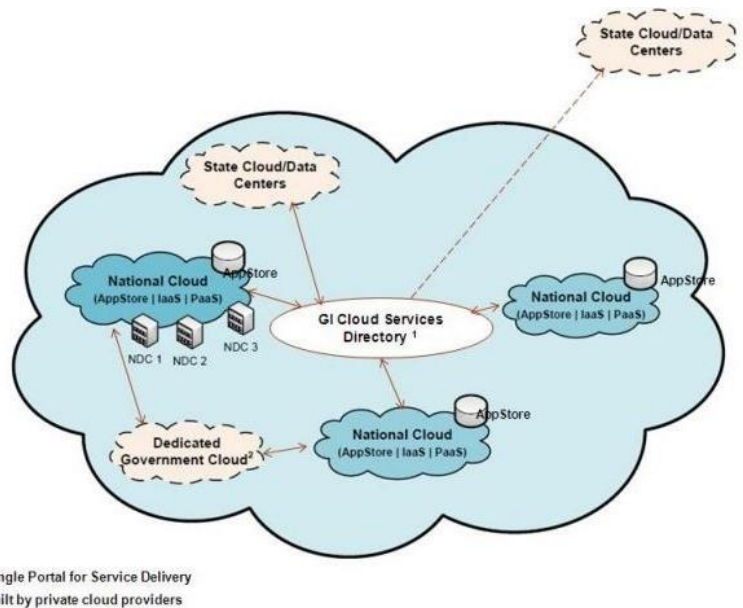 State Cloud/Data
Centers
State Cloud/Data
Centers
AppStore
National Cloud
(AppStore | IaaS | PaaS)
NDC 1
NDC 2
NDC 3
GI Cloud Services
Directory 1
AppStore
National Cloud
(AppStore | IaaS | PaaS)
AppStore
National Cloud
(AppStore | IaaS | PaaS)
Dedicated
Government Cloud2
Portal for Service Delivery
by private cloud providers